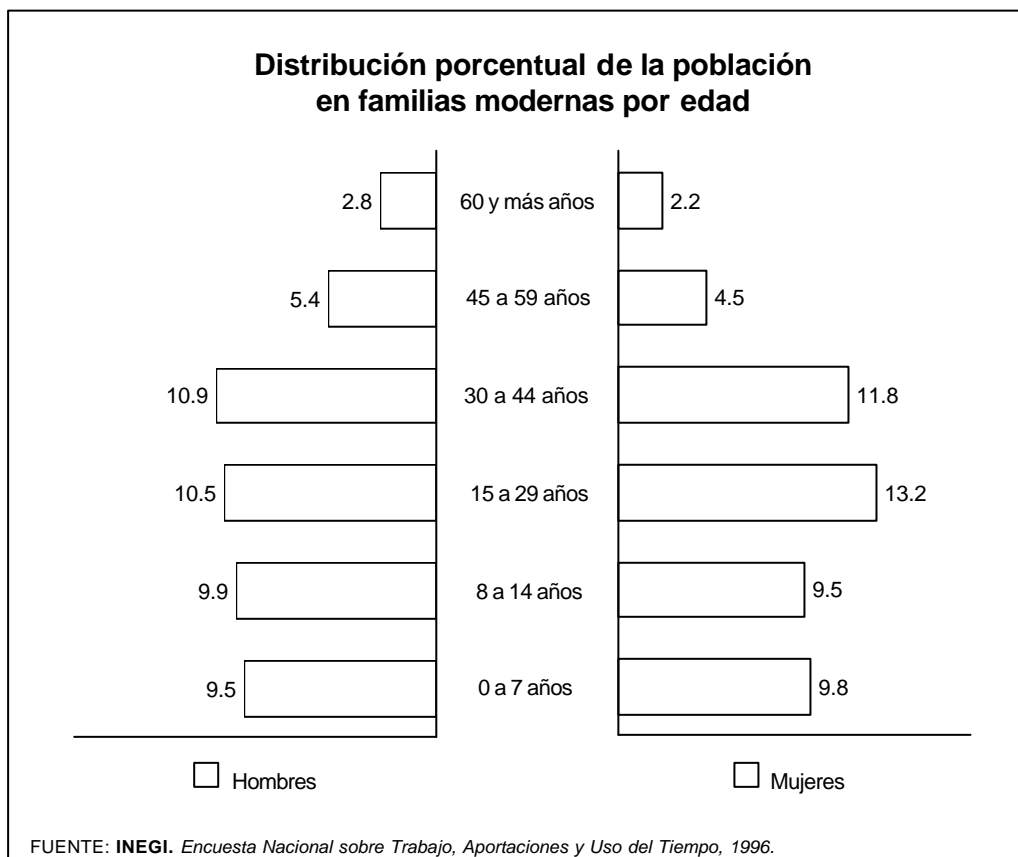 Distribución porcentual de la población
en familias modernas por edad
2.8 60 y más años 2.2
5.4 45 a 59 años 4.5
10.9 30 a 44 años 11.8
10.5 15 a 29 años 13.2
9.9 8 a 14 años 9.5
9.5 0 a 7 años 9.8
Hombres Mujeres
FUENTE: INEGI. Encuesta Nacional sobre Trabajo, Aportaciones y Uso del Tiempo, 1996.